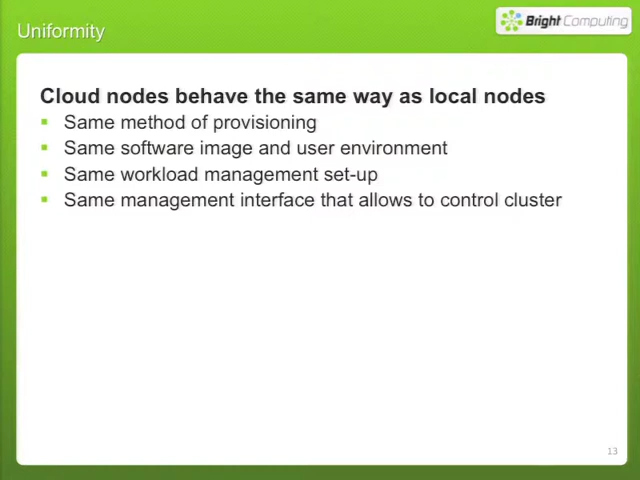 Uniformity
Bright Computing
Cloud nodes behave the same way as local nodes
Same method of provisioning
Same software image and user environment
Same workload management set-up
Same management interface that allows to control cluster
13